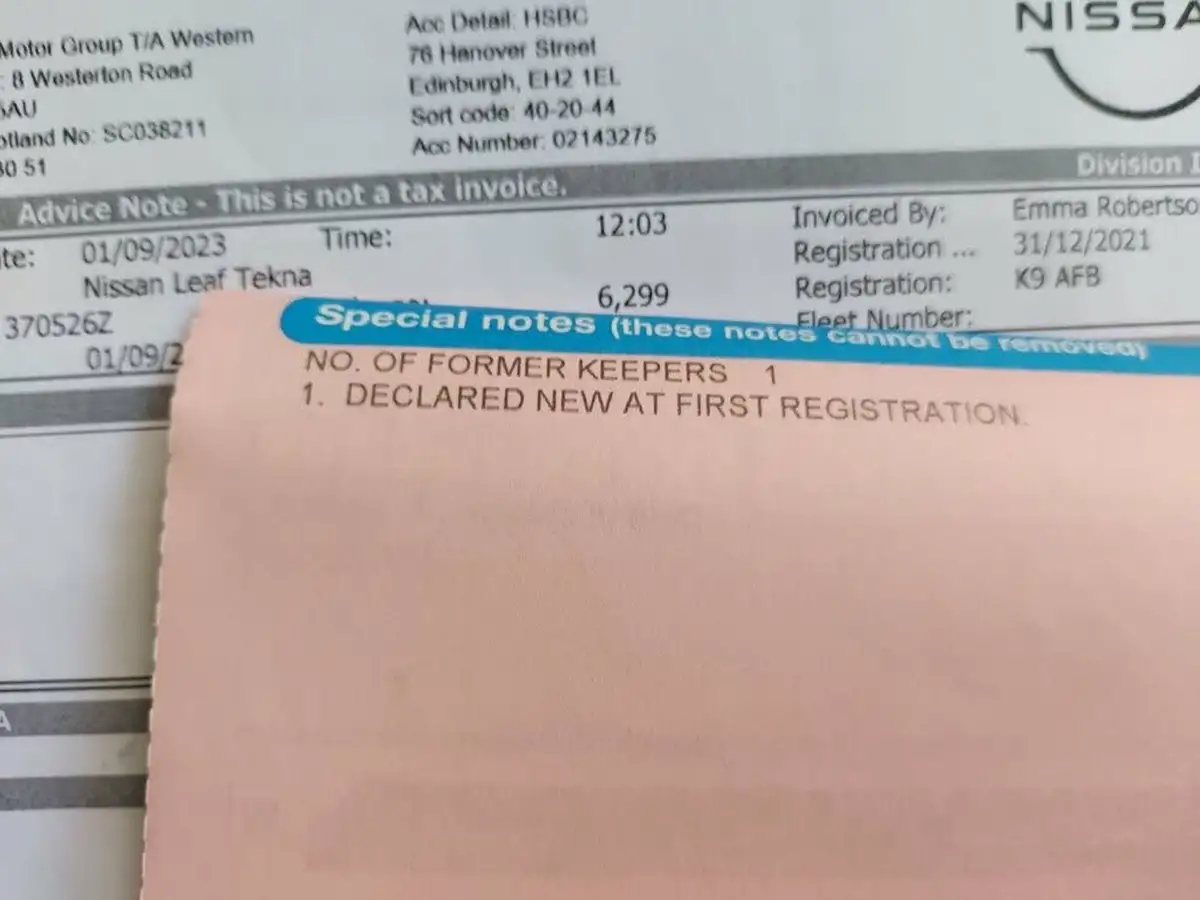 Motor Group T/A Western
: 8 Westerton Road
5AU
otland No: SC038211
30 51
Acc Detail: HSBC
76 Hanover Street
Edinburgh, EH2 1EL
Sort code: 40-20-44
Acc Number: 02143275
NISSA
Division
Advice Note - This is not a tax invoice.
te: 01/09/2023 Time: 12:03 Invoiced By: Emma Robertso
Registration ... 31/12/2021
Nissan Leaf Tekna 6,299 Registration: K9 AFB
370526Z Fleet Number:
01/09/2
Special notes (these notes cannot be removed)
NO. OF FORMER KEEPERS 1
1. DECLARED NEW AT FIRST REGISTRATION.
A